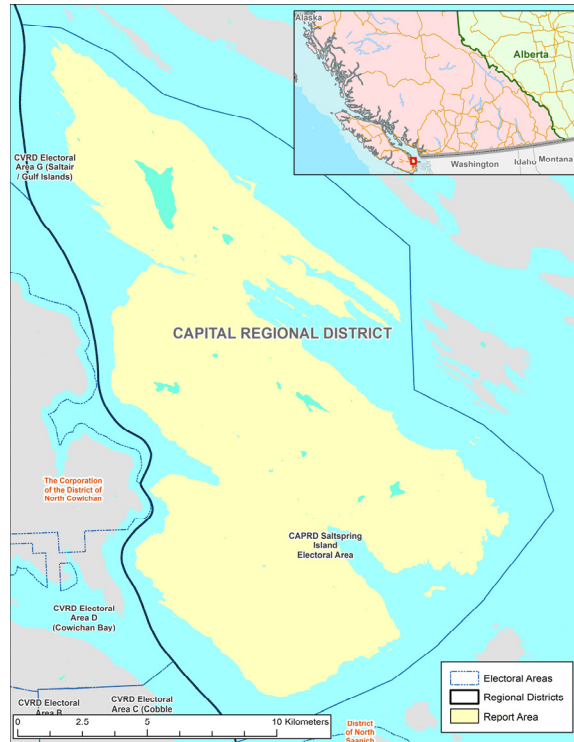 Alaska
Alberta
Washington
Idaho
Montana
CVRD Electoral
Area G (Saltair
/ Gulf Islands)
CAPITAL REGIONAL DISTRICT
The Corporation
of the District of
North Cowichan
CAPRD Saltspring
Island
Electoral Area
CVRD Electoral
Area D
(Cowichan Bay)
CVRD Electoral
Area B
CVRD Electoral
Area C (Cobble
District
of North
Saanich
0 2.5 5 10 Kilometers
Electoral Areas
Regional Districts
Report Area